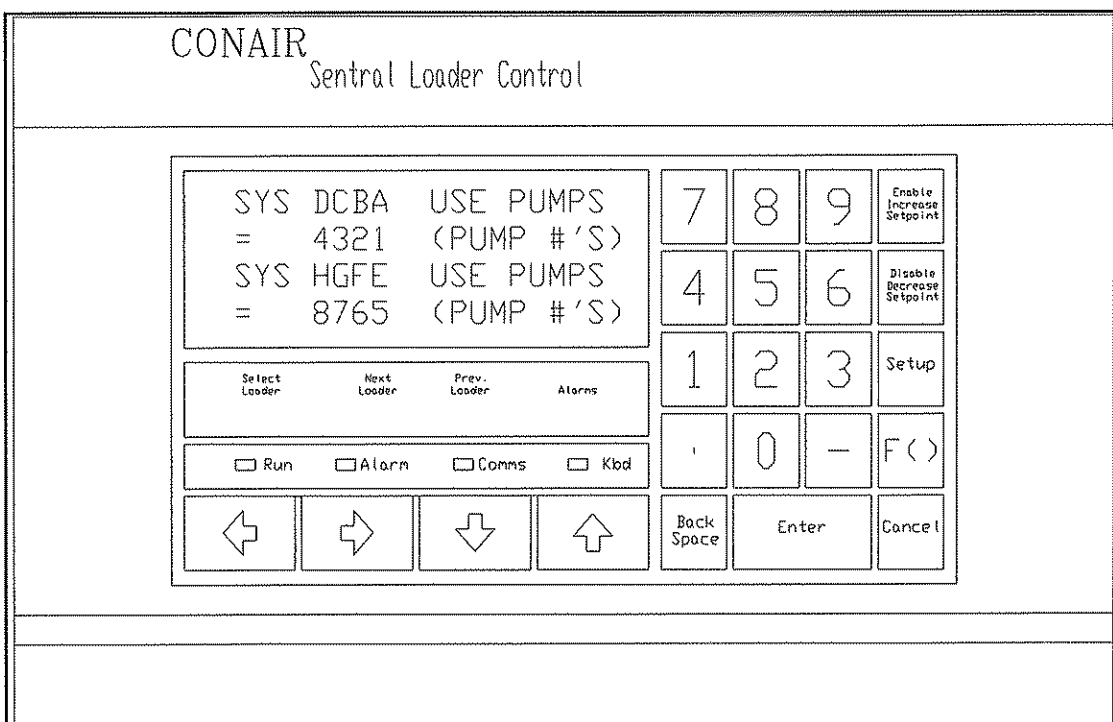 CONAIR
Sentral Loader Control
SYS DCBA USE PUMPS
= 4321 (PUMP #'S)
SYS HGFE USE PUMPS
= 8765 (PUMP #'S)
Select Loader
Next Loader
Prev. Loader
Alarms
Run
Alarm
Comms
Kbd
7
8
9
Enable
Increase
Setpoint
4
5
6
Disable
Decrease
Setpoint
1
2
3
Setup
.
0
-
F()
Back
Space
Enter
Cancel